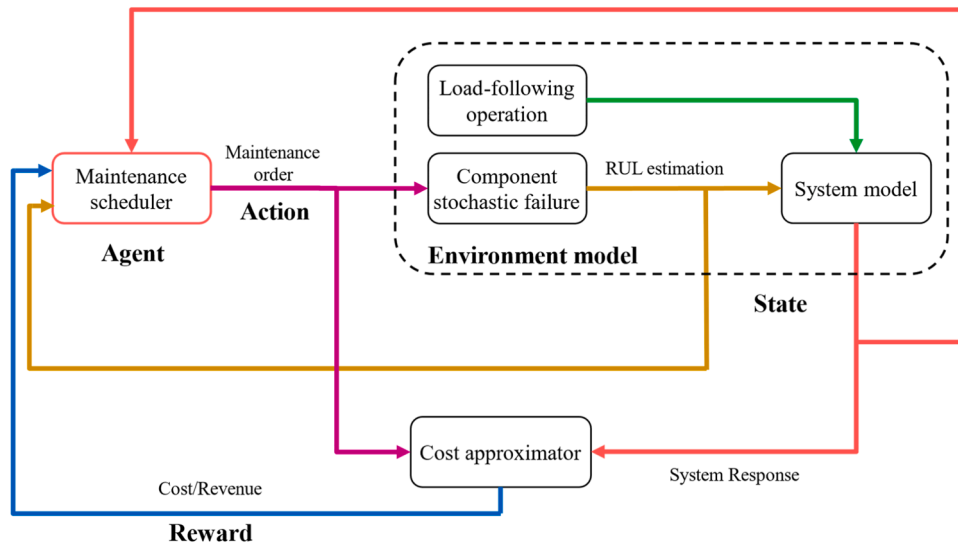 Load-following
operation
Maintenance
order
Maintenance
scheduler
Action
Agent
Component
stochastic failure
RUL estimation
System model
Environment model
State
Cost approximator
System Response
Cost/Revenue
Reward